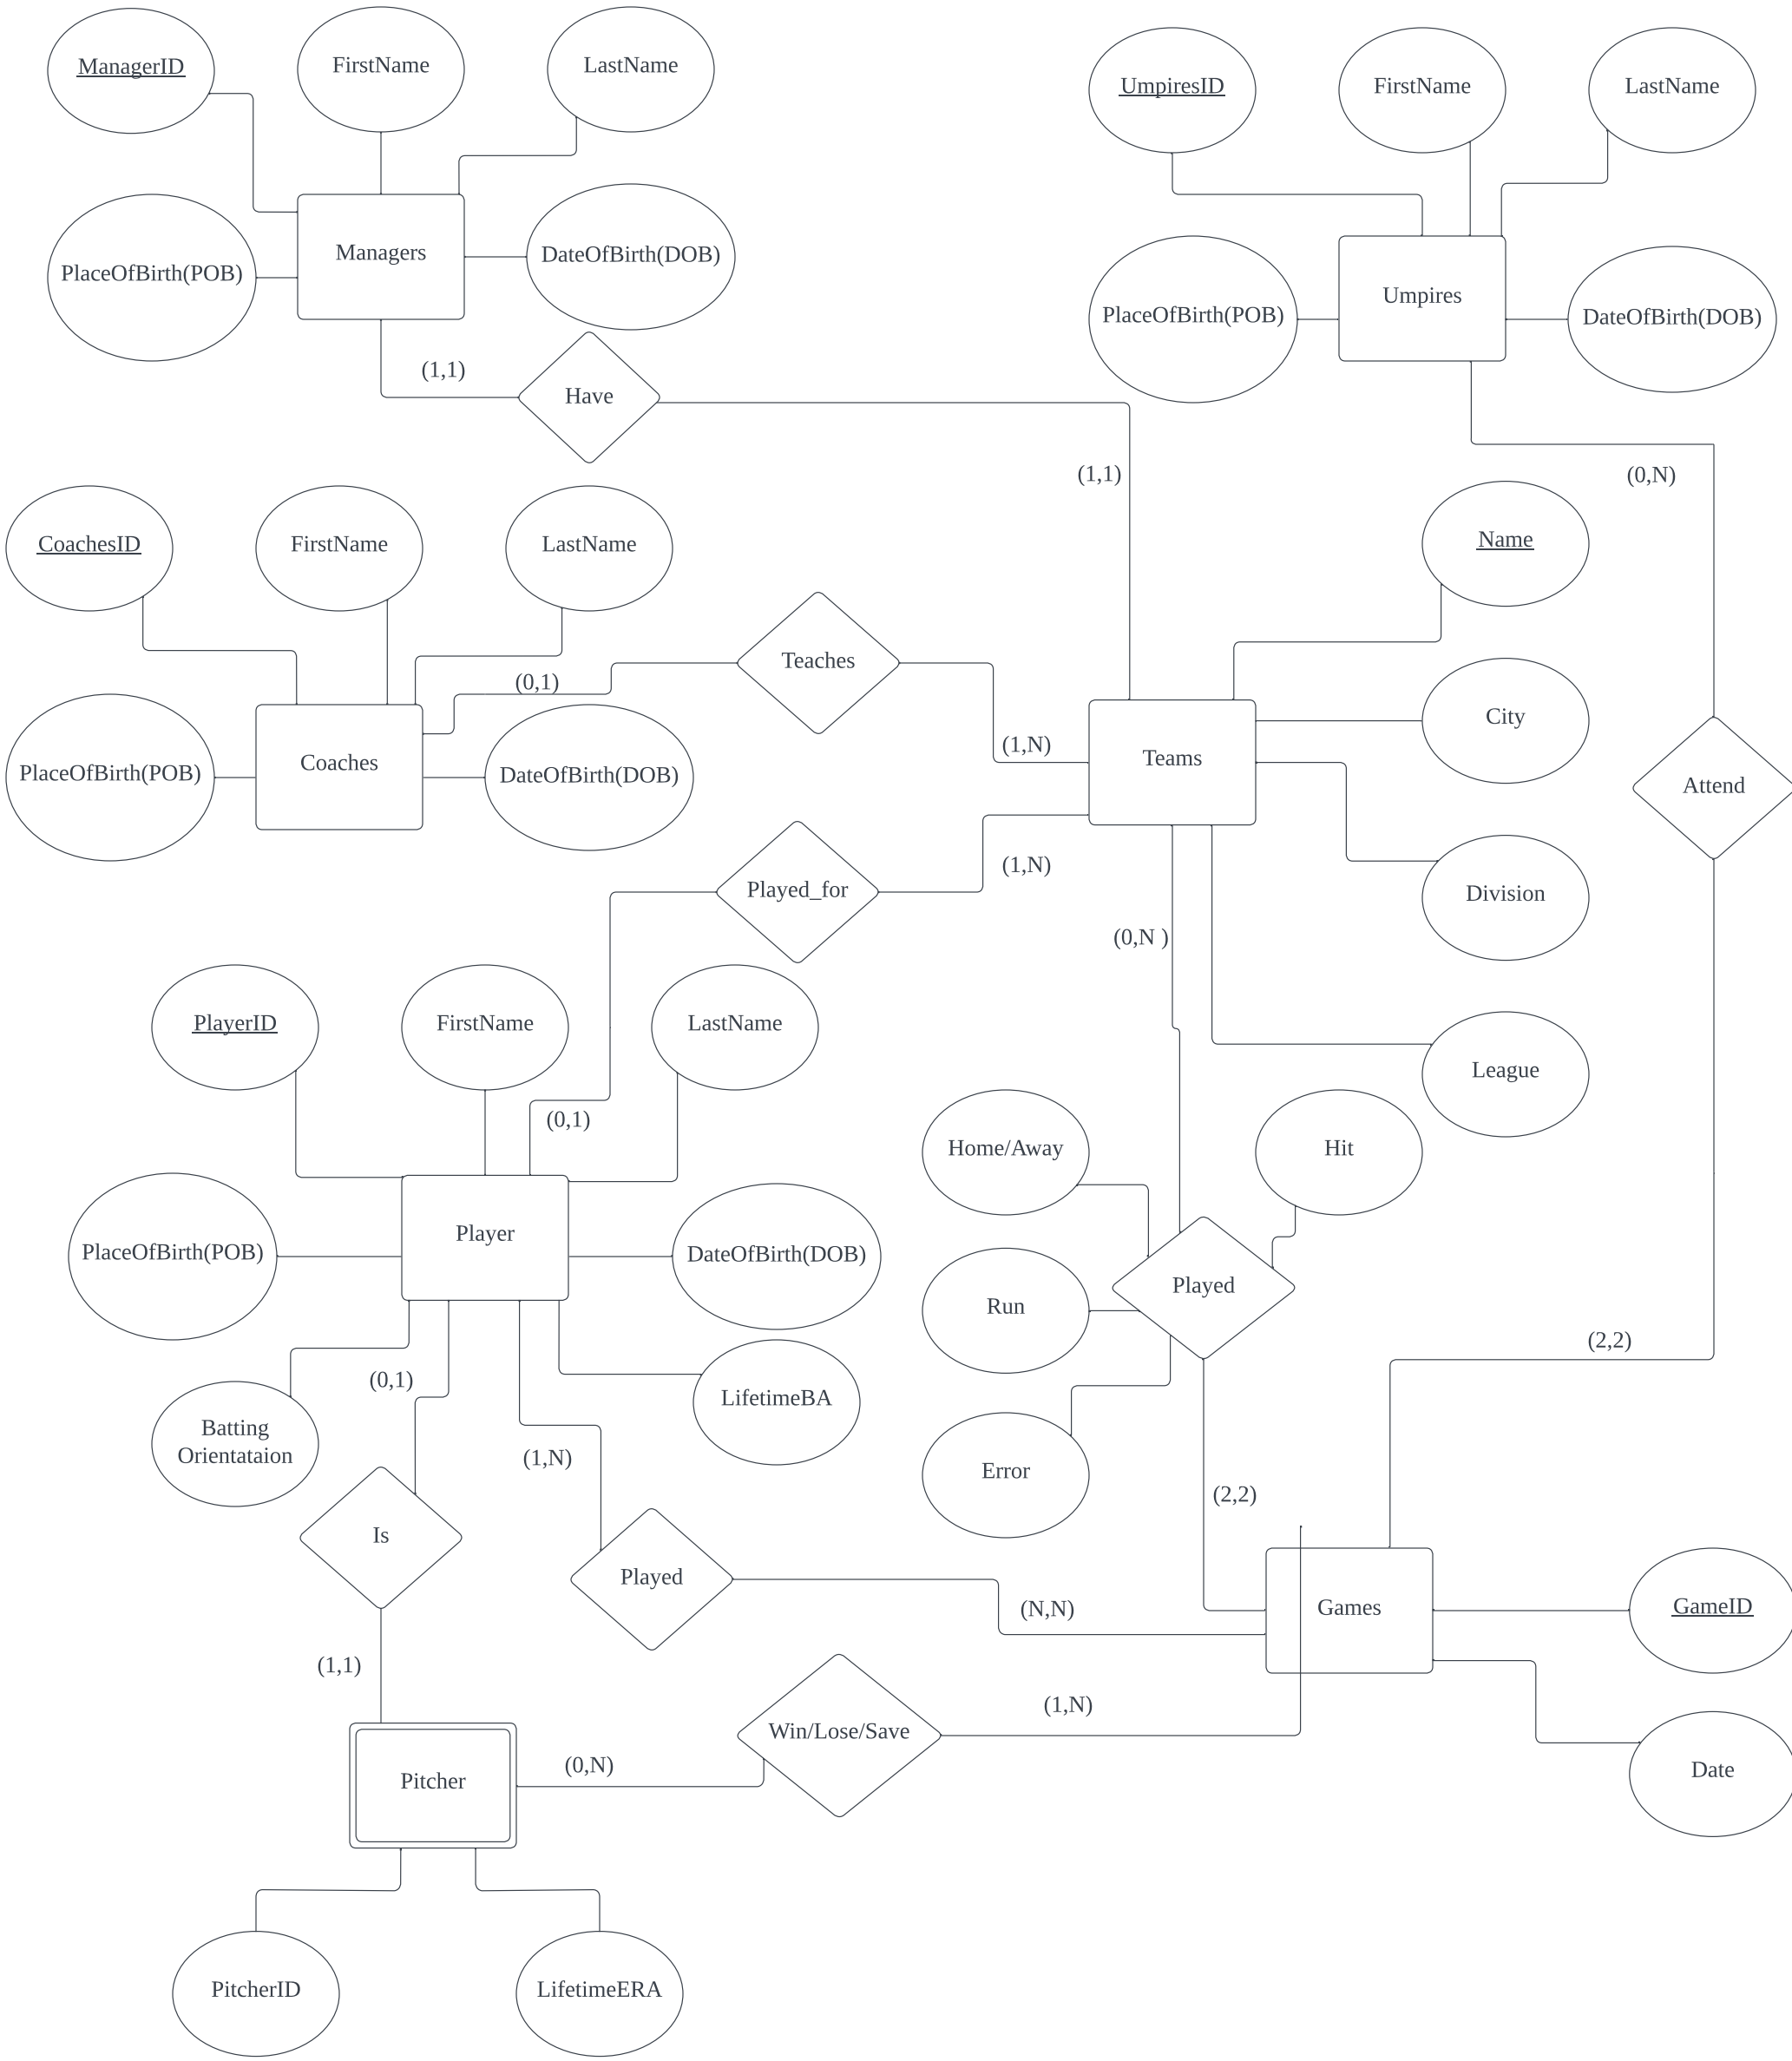 ManagerID
FirstName
LastName
UmpiresID
FirstName
LastName
PlaceOfBirth(POB)
Managers
DateOfBirth(DOB)
PlaceOfBirth(POB)
Umpires
DateOfBirth(DOB)
(1,1)
Have
(1,1)
(0,N)
CoachesID
FirstName
LastName
Name
Teaches
(0,1)
(1,N)
PlaceOfBirth(POB)
Coaches
DateOfBirth(DOB)
Teams
City
Attend
Played_for
(1,N)
Division
(0,N )
PlayerID
FirstName
LastName
League
(0,1)
Home/Away
Hit
PlaceOfBirth(POB)
Player
DateOfBirth(DOB)
Played
Run
(2,2)
(0,1)
LifetimeBA
Batting
Orientataion
(1,N)
Error
(2,2)
Is
Played
(N,N)
Games
GameID
(1,1)
(1,N)
Win/Lose/Save
(0,N)
Pitcher
Date
PitcherID
LifetimeERA